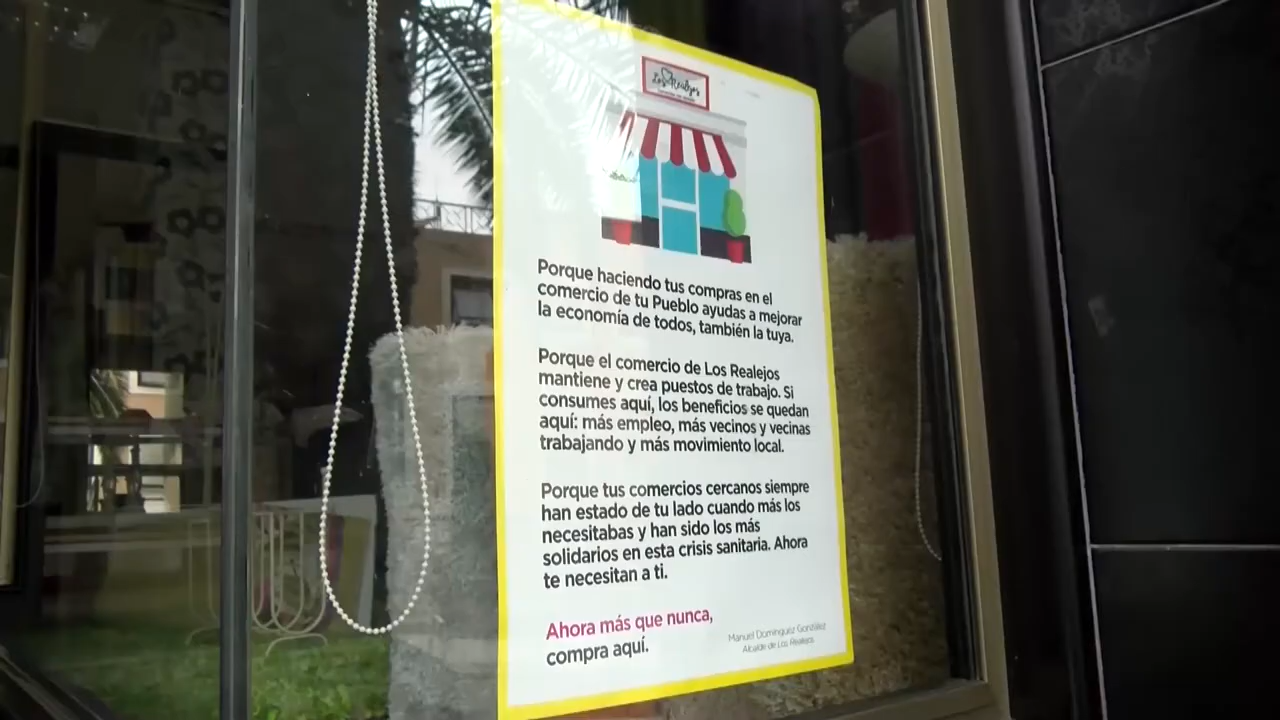 Los Realejos
Porque haciendo tus compras en el
comercio de tu Pueblo ayudas a mejorar
la economía de todos, también la tuya.
Porque el comercio de Los Realejos
mantiene y crea puestos de trabajo. Si
consumes aquí, los beneficios se quedan
aquí: más empleo, más vecinos y vecinas
trabajando y más movimiento local.
Porque tus comercios cercanos siempre
han estado de tu lado cuando más los
necesitabas y han sido los más
solidarios en esta crisis sanitaria. Ahora
te necesitan a ti.
Ahora más que nunca,
compra aquí.
Manuel Domínguez González
Alcalde de Los Realejos